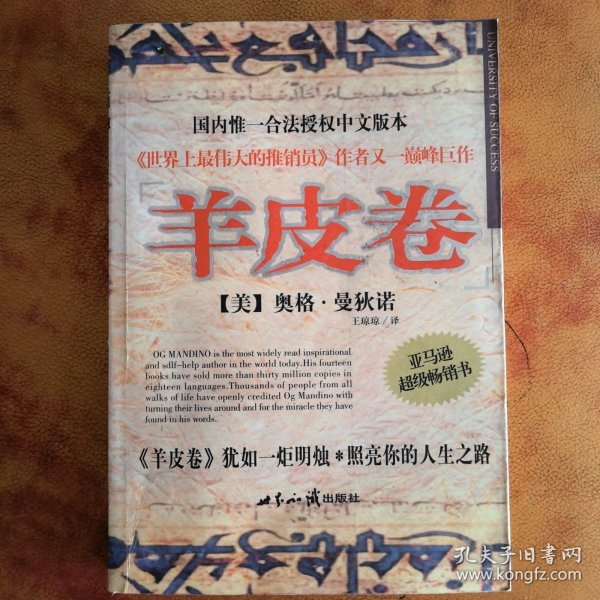 UNIVERSITY OF SUCCESS
国内惟一合法授权中文版本
《世界上最伟大的推销员》作者又一巅峰巨作
「羊皮卷」
【美】奥格·曼狄诺
王琼琼／译
OG MANDINO is the most widely read inspirational
and sdlf-help author in the world today.His fourteen
books have sold more than thirty million copies in
eighteen languages.Thousands of people from all
walks of life have openly credited Og Mandino with
turning their lives around and for the miracle they have
found in his words.
亚马逊
超级畅销书
《羊皮卷》犹如一炬明烛*照亮你的人生之路
世界知识出版社
孔夫子旧书网
www.kongfz.com